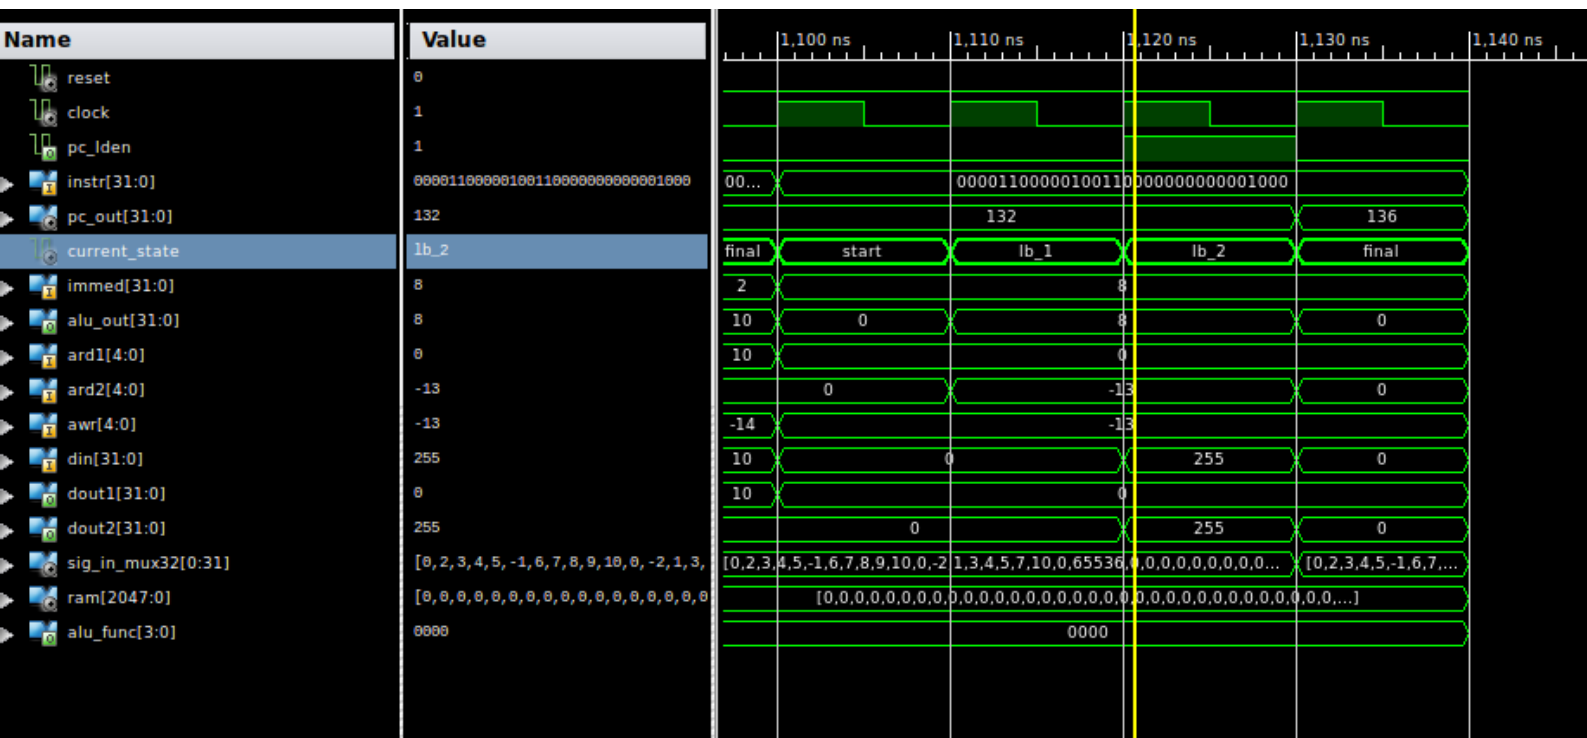 Name Value 1,100 ns 1,110 ns 1,120 ns 1,130 ns 1,140 ns
reset 0
clock 1
pc_lden 1
instr[31:0] 00001100000100110000000000001000 00... 00001100000100110000000000001000
pc_out[31:0] 132 132 136
current_state lb_2 final start lb_1 lb_2 final
immed[31:0] 8 2 8
alu_out[31:0] 8 10 0 8 0
ard1[4:0] 0 10 0
ard2[4:0] -13 0 -13 0
awr[4:0] -13 -14 -13
din[31:0] 255 10 0 255 0
dout1[31:0] 0 10 0
dout2[31:0] 255 0 255 0
sig_in_mux32[0:31] [0,2,3,4,5,-1,6,7,8,9,10,0,-2,1,3, [0,2,3,4,5,-1,6,7,8,9,10,0,-2,1,3,4,5,7,10,0,65536,0,0,0,0,0,0,0,0... [0,2,3,4,5,-1,6,7,...
ram[2047:0] [0,0,0,0,0,0,0,0,0,0,0,0,0,0,0,0,0 [0,0,0,0,0,0,0,0,0,0,0,0,0,0,0,0,0,0,0,0,0,0,0,0,0,0,0,0,0,0,...]
alu_func[3:0] 0000 0000